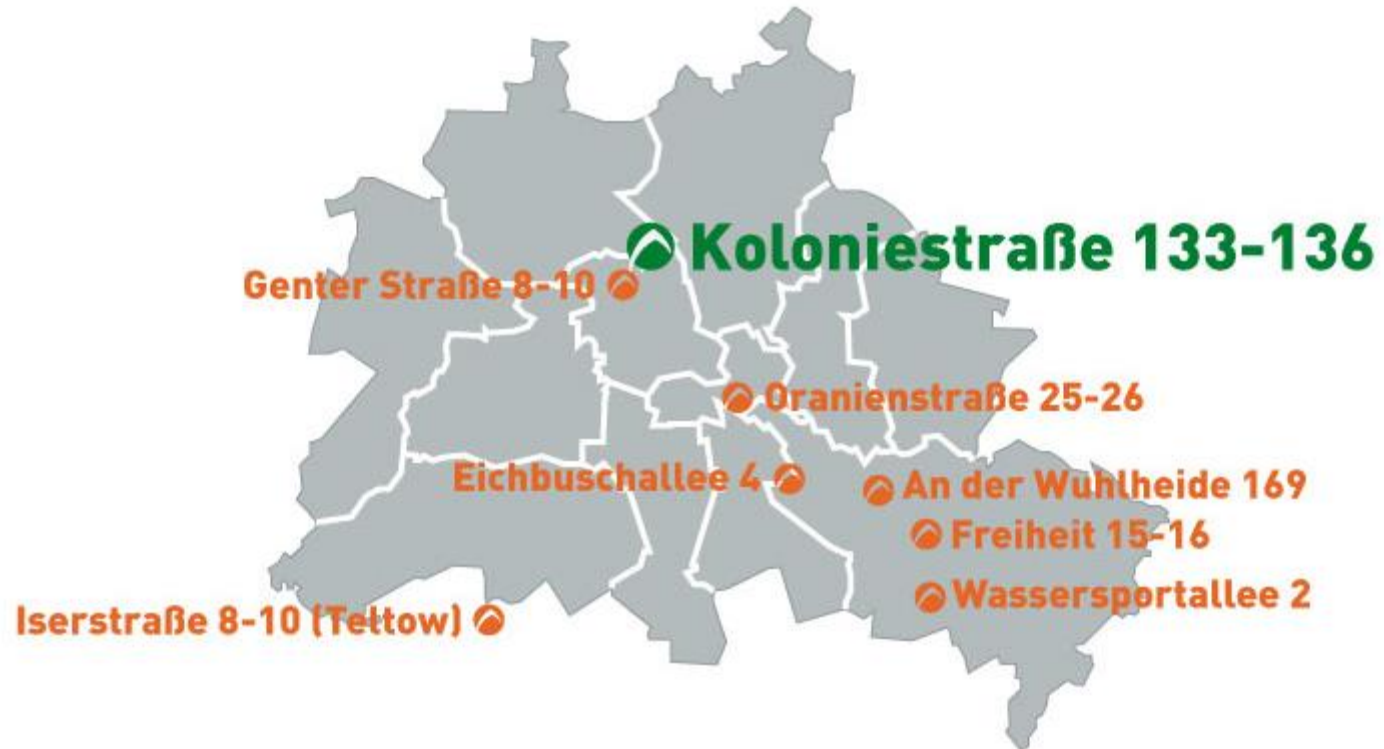 Koloniestraße 133-136
Genter Straße 8-10
Oranienstraße 25-26
Eichbuschallee 4
An der Wuhlheide 169
Freiheit 15-16
Wassersportallee 2
Iserstraße 8-10 (Teltow)